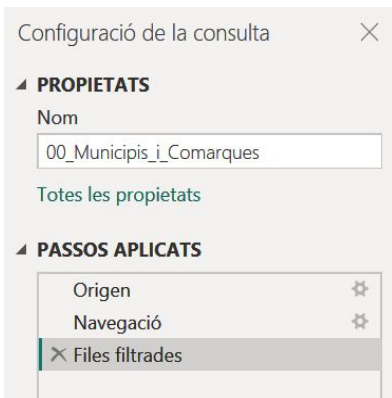 Configuració de la consulta
PROPIETATS
Nom
00_Municipis_i_Comarques
Totes les propietats
PASSOS APLICATS
Origen
Navegació
Files filtrades